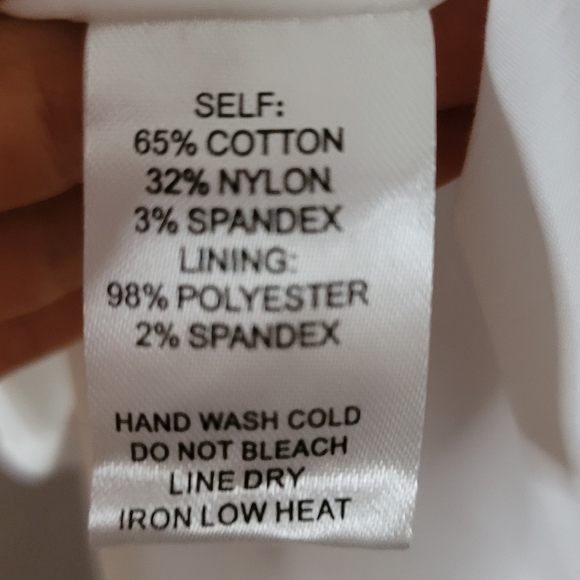 SELF:
65% COTTON
32% NYLON
3% SPANDEX
LINING:
98% POLYESTER
2% SPANDEX
HAND WASH COLD
DO NOT BLEACH
LINE DRY
IRON LOW HEAT